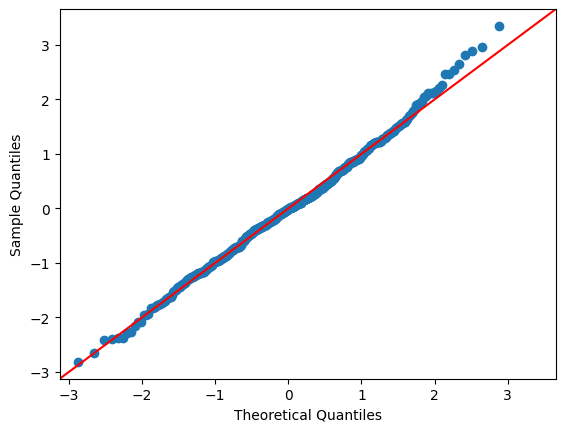 3
2
1
0
−1
−2
−3
Sample Quantiles
−3 −2 −1 0 1 2 3
Theoretical Quantiles